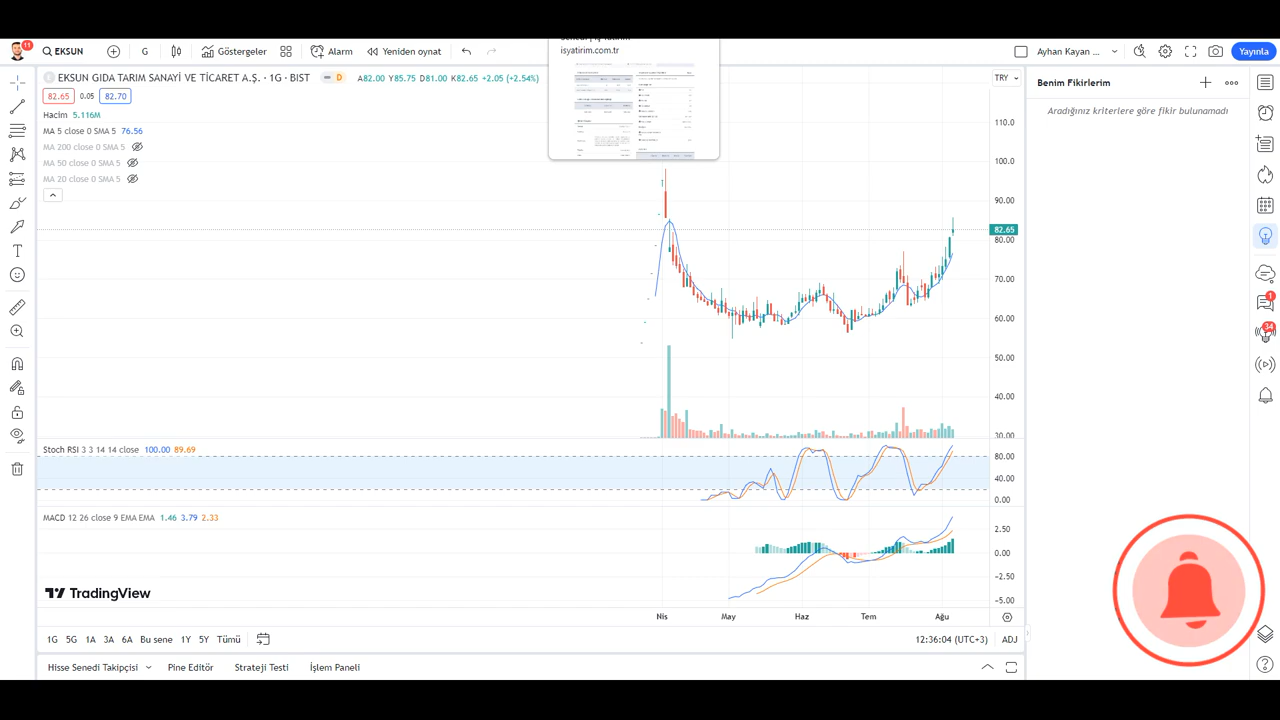 11
EKSUN
G
Göstergeler
Alarm
Yeniden oynat
isyatirim.com.tr
Ayhan Kayan ...
Yayınla
E
EKSUN GIDA TARIM SANAYİ VE TİCARET A.Ş. · 1G · BIST
D
A81.00 Y85.75 D81.00 K82.65 +2.05 (+2.54%)
82.65
0.05
82.70
Hacim 5.116M
MA 5 close 0 SMA 5 76.56
MA 200 close 0 SMA 5
MA 50 close 0 SMA 5
MA 20 close 0 SMA 5
TRY
110.0
100.0
90.00
82.65
80.00
70.00
60.00
50.00
40.00
30.00
Aradığınız kriterlere göre fikir bulunamadı
Stoch RSI 3 3 14 14 close 100.00 89.69
80.00
40.00
0.00
MACD 12 26 close 9 EMA EMA 1.46 3.79 2.33
2.50
0.00
−2.50
−5.00
TradingView
Nis
May
Haz
Tem
Ağu
1G 5G 1A 3A 6A Bu sene 1Y 5Y Tümü
12:36:04 (UTC+3)
ADJ
Hisse Senedi Takipçisi
Pine Editör
Strateji Testi
İşlem Paneli
1
34